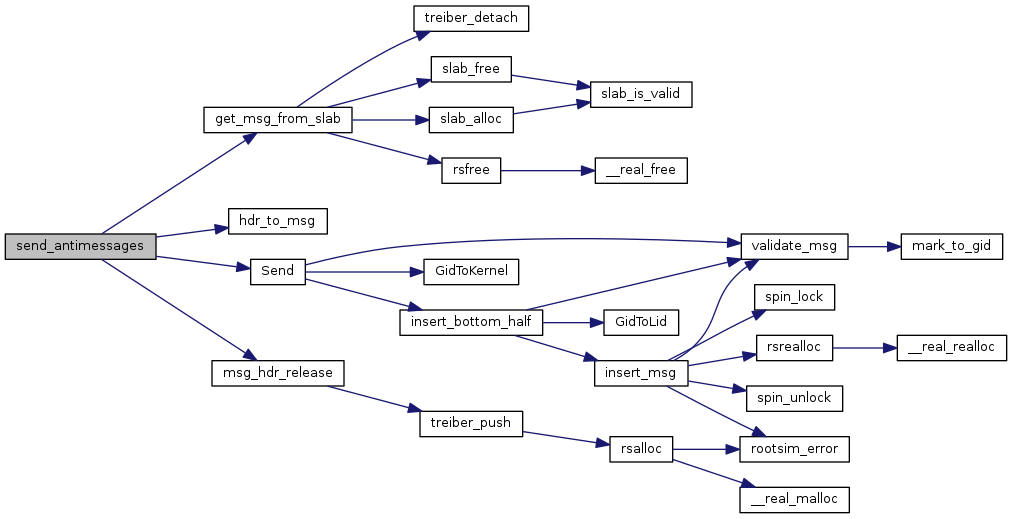 treiber_detach
slab_free
slab_is_valid
get_msg_from_slab
slab_alloc
rsfree
__real_free
hdr_to_msg
send_antimessages
validate_msg
mark_to_gid
Send
GidToKernel
spin_lock
insert_bottom_half
GidToLid
rsrealloc
__real_realloc
msg_hdr_release
insert_msg
spin_unlock
treiber_push
rsalloc
rootsim_error
__real_malloc